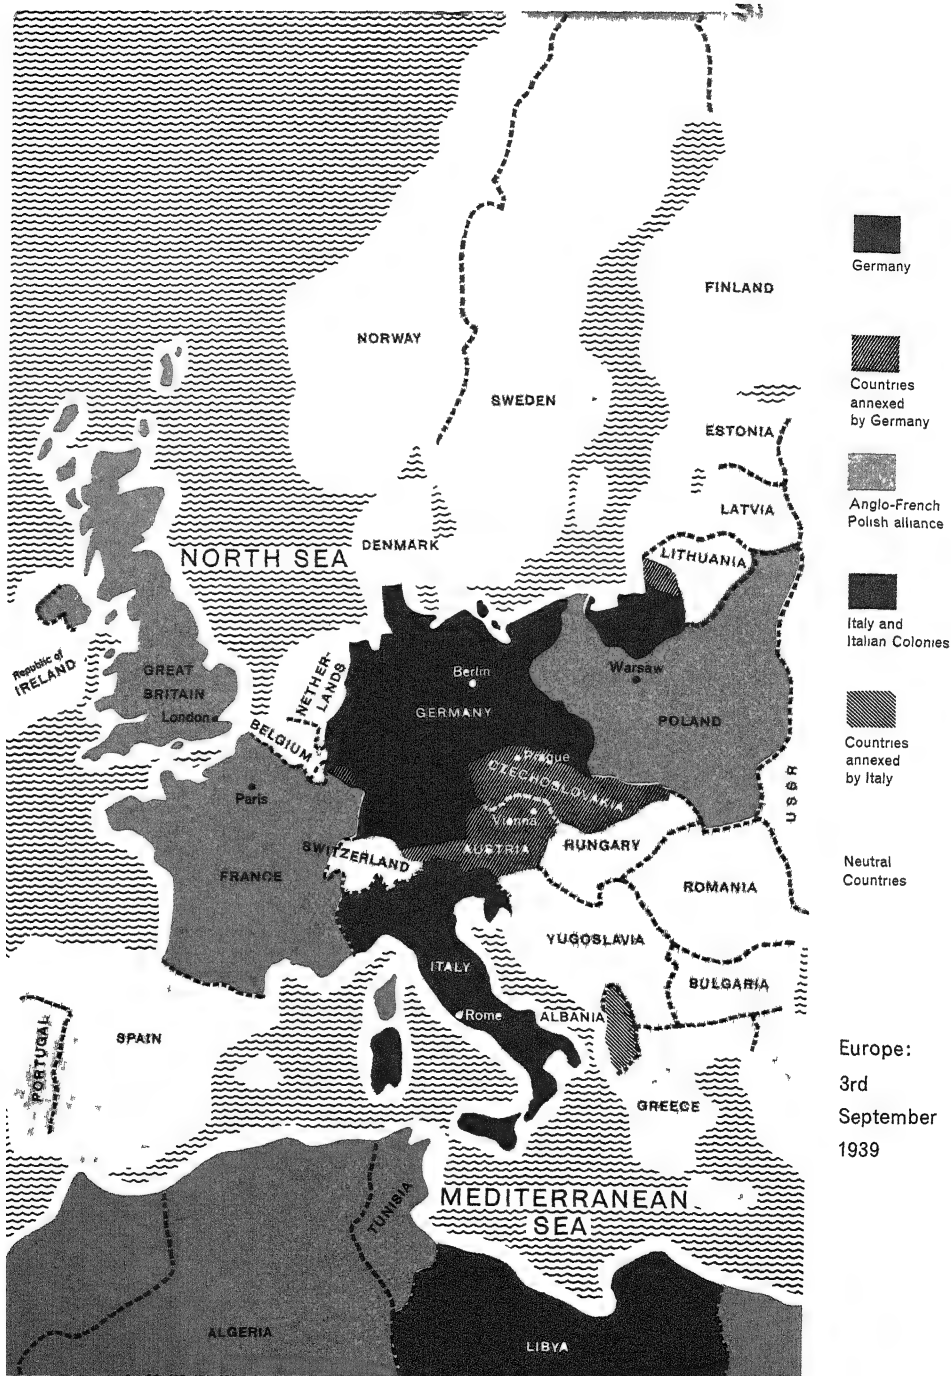 FINLAND
NORWAY
SWEDEN
ESTONIA
LATVIA
LITHUANIA
DENMARK
NORTH SEA
Republic of
IRELAND
GREAT
BRITAIN
London
NETHER-
LANDS
BELGIUM
Berlin
GERMANY
Warsaw
POLAND
Prague
CZECHOSLOVAKIA
Vienna
AUSTRIA
HUNGARY
USSR
Paris
FRANCE
SWITZERLAND
ROMANIA
YUGOSLAVIA
BULGARIA
ITALY
Rome
ALBANIA
GREECE
SPAIN
PORTUGAL
MEDITERRANEAN
SEA
TUNISIA
ALGERIA
LIBYA
Germany
Countries
annexed
by Germany
Anglo-French
Polish alliance
Italy and
Italian Colonies
Countries
annexed
by Italy
Neutral
Countries
Europe:
3rd
September
1939